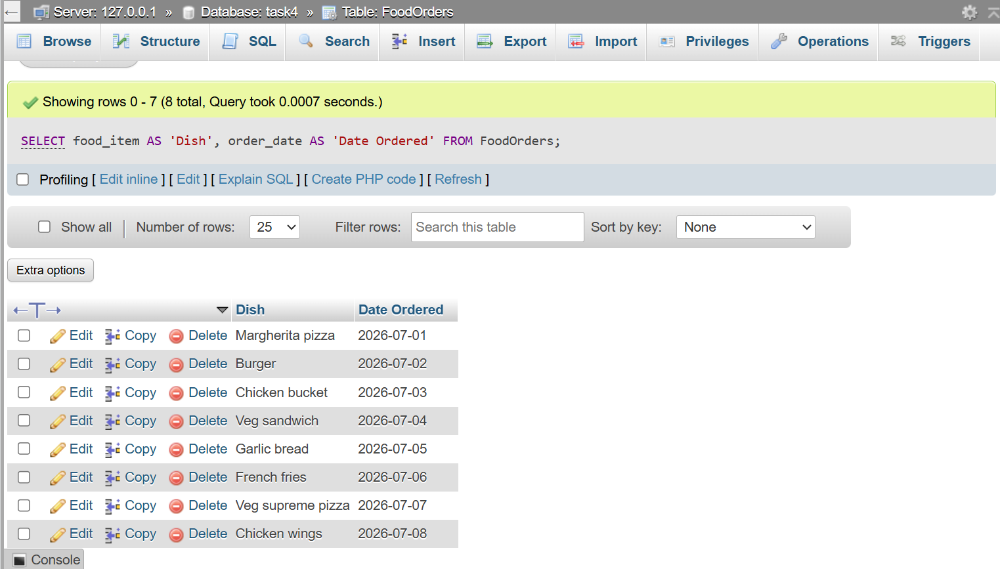 Server: 127.0.0.1 » Database: task4 » Table: FoodOrders
Browse Structure SQL Search Insert Export Import Privileges Operations Triggers
Showing rows 0 - 7 (8 total, Query took 0.0007 seconds.)
SELECT food_item AS 'Dish', order_date AS 'Date Ordered' FROM FoodOrders;
Profiling [ Edit inline ] [ Edit ] [ Explain SQL ] [ Create PHP code ] [ Refresh ]
Show all Number of rows: 25 Filter rows: Search this table Sort by key: None
Extra options
←T→ Dish Date Ordered
Edit Copy Delete Margherita pizza 2026-07-01
Edit Copy Delete Burger 2026-07-02
Edit Copy Delete Chicken bucket 2026-07-03
Edit Copy Delete Veg sandwich 2026-07-04
Edit Copy Delete Garlic bread 2026-07-05
Edit Copy Delete French fries 2026-07-06
Edit Copy Delete Veg supreme pizza 2026-07-07
Edit Copy Delete Chicken wings 2026-07-08
Console